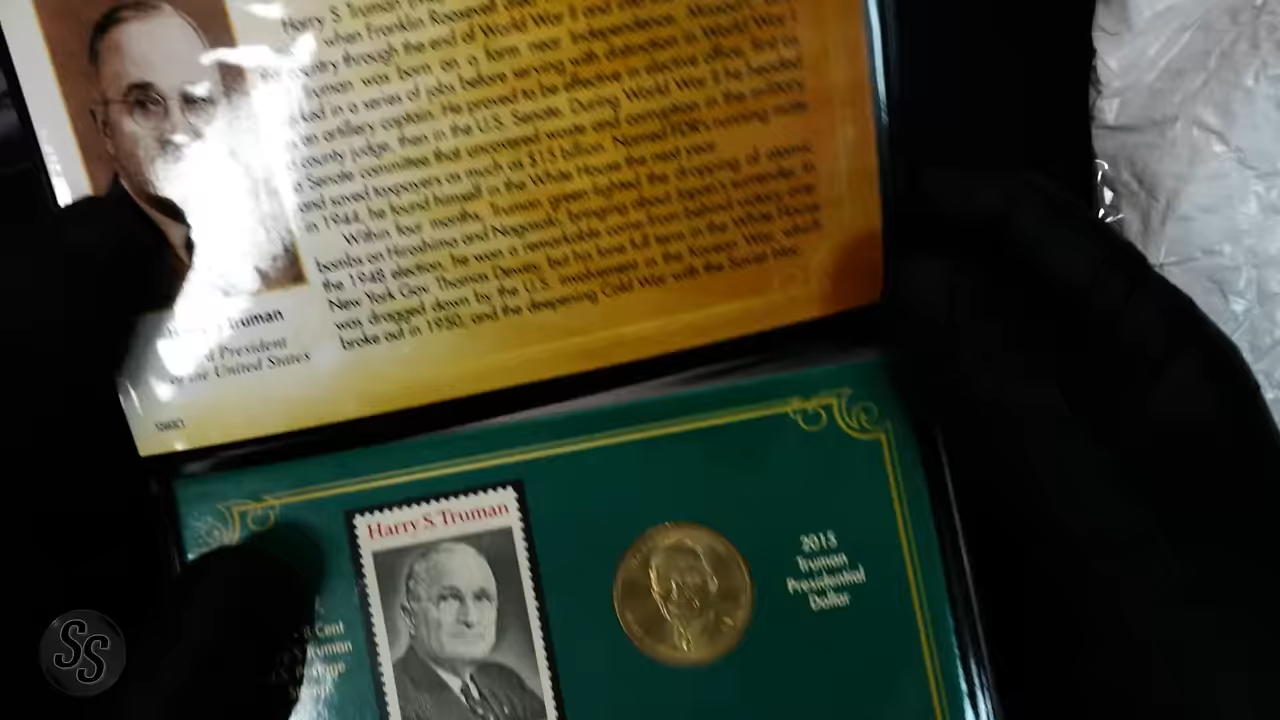 Harry S. Truman
when Franklin Roosevelt
country through the end of World War II and
Truman was born on a farm near Independence.
in a series of jobs before serving with distinction in World War I
an artillery captain. He proved to be effective in elective office, first
county judge, then in the U.S. Senate. During World War II he headed
a Senate committee that uncovered waste and corruption in the military
and saved taxpayers as much as $15 billion. Named FDR's running mate
in 1944, he found himself in the White House the next year.
Within four months, Truman green-lighted the dropping of atomic
bombs on Hiroshima and Nagasaki, bringing about Japan's surrender. In
the 1948 election, he was a remarkable come-from-behind victory over
New York Gov. Thomas Dewey, but his lone full term in the White House
was dragged down by the U.S. involvement in the Korean War, which
broke out in 1950, and the deepening Cold War with the Soviet Bloc.
Truman
President
of the United States
Harry S. Truman
2015
Truman
Presidential
Dollar
8 Cent
Truman
SS